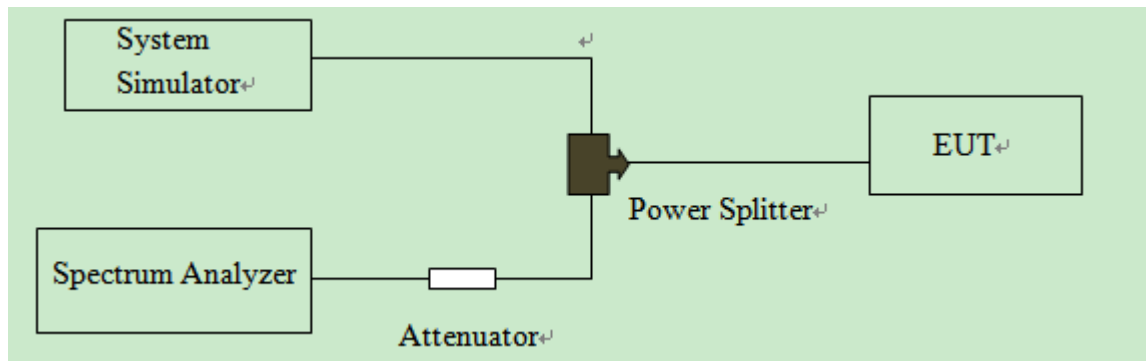 System
Simulator↵
↵
EUT↵
Power Splitter↵
Spectrum Analyzer
Attenuator↵